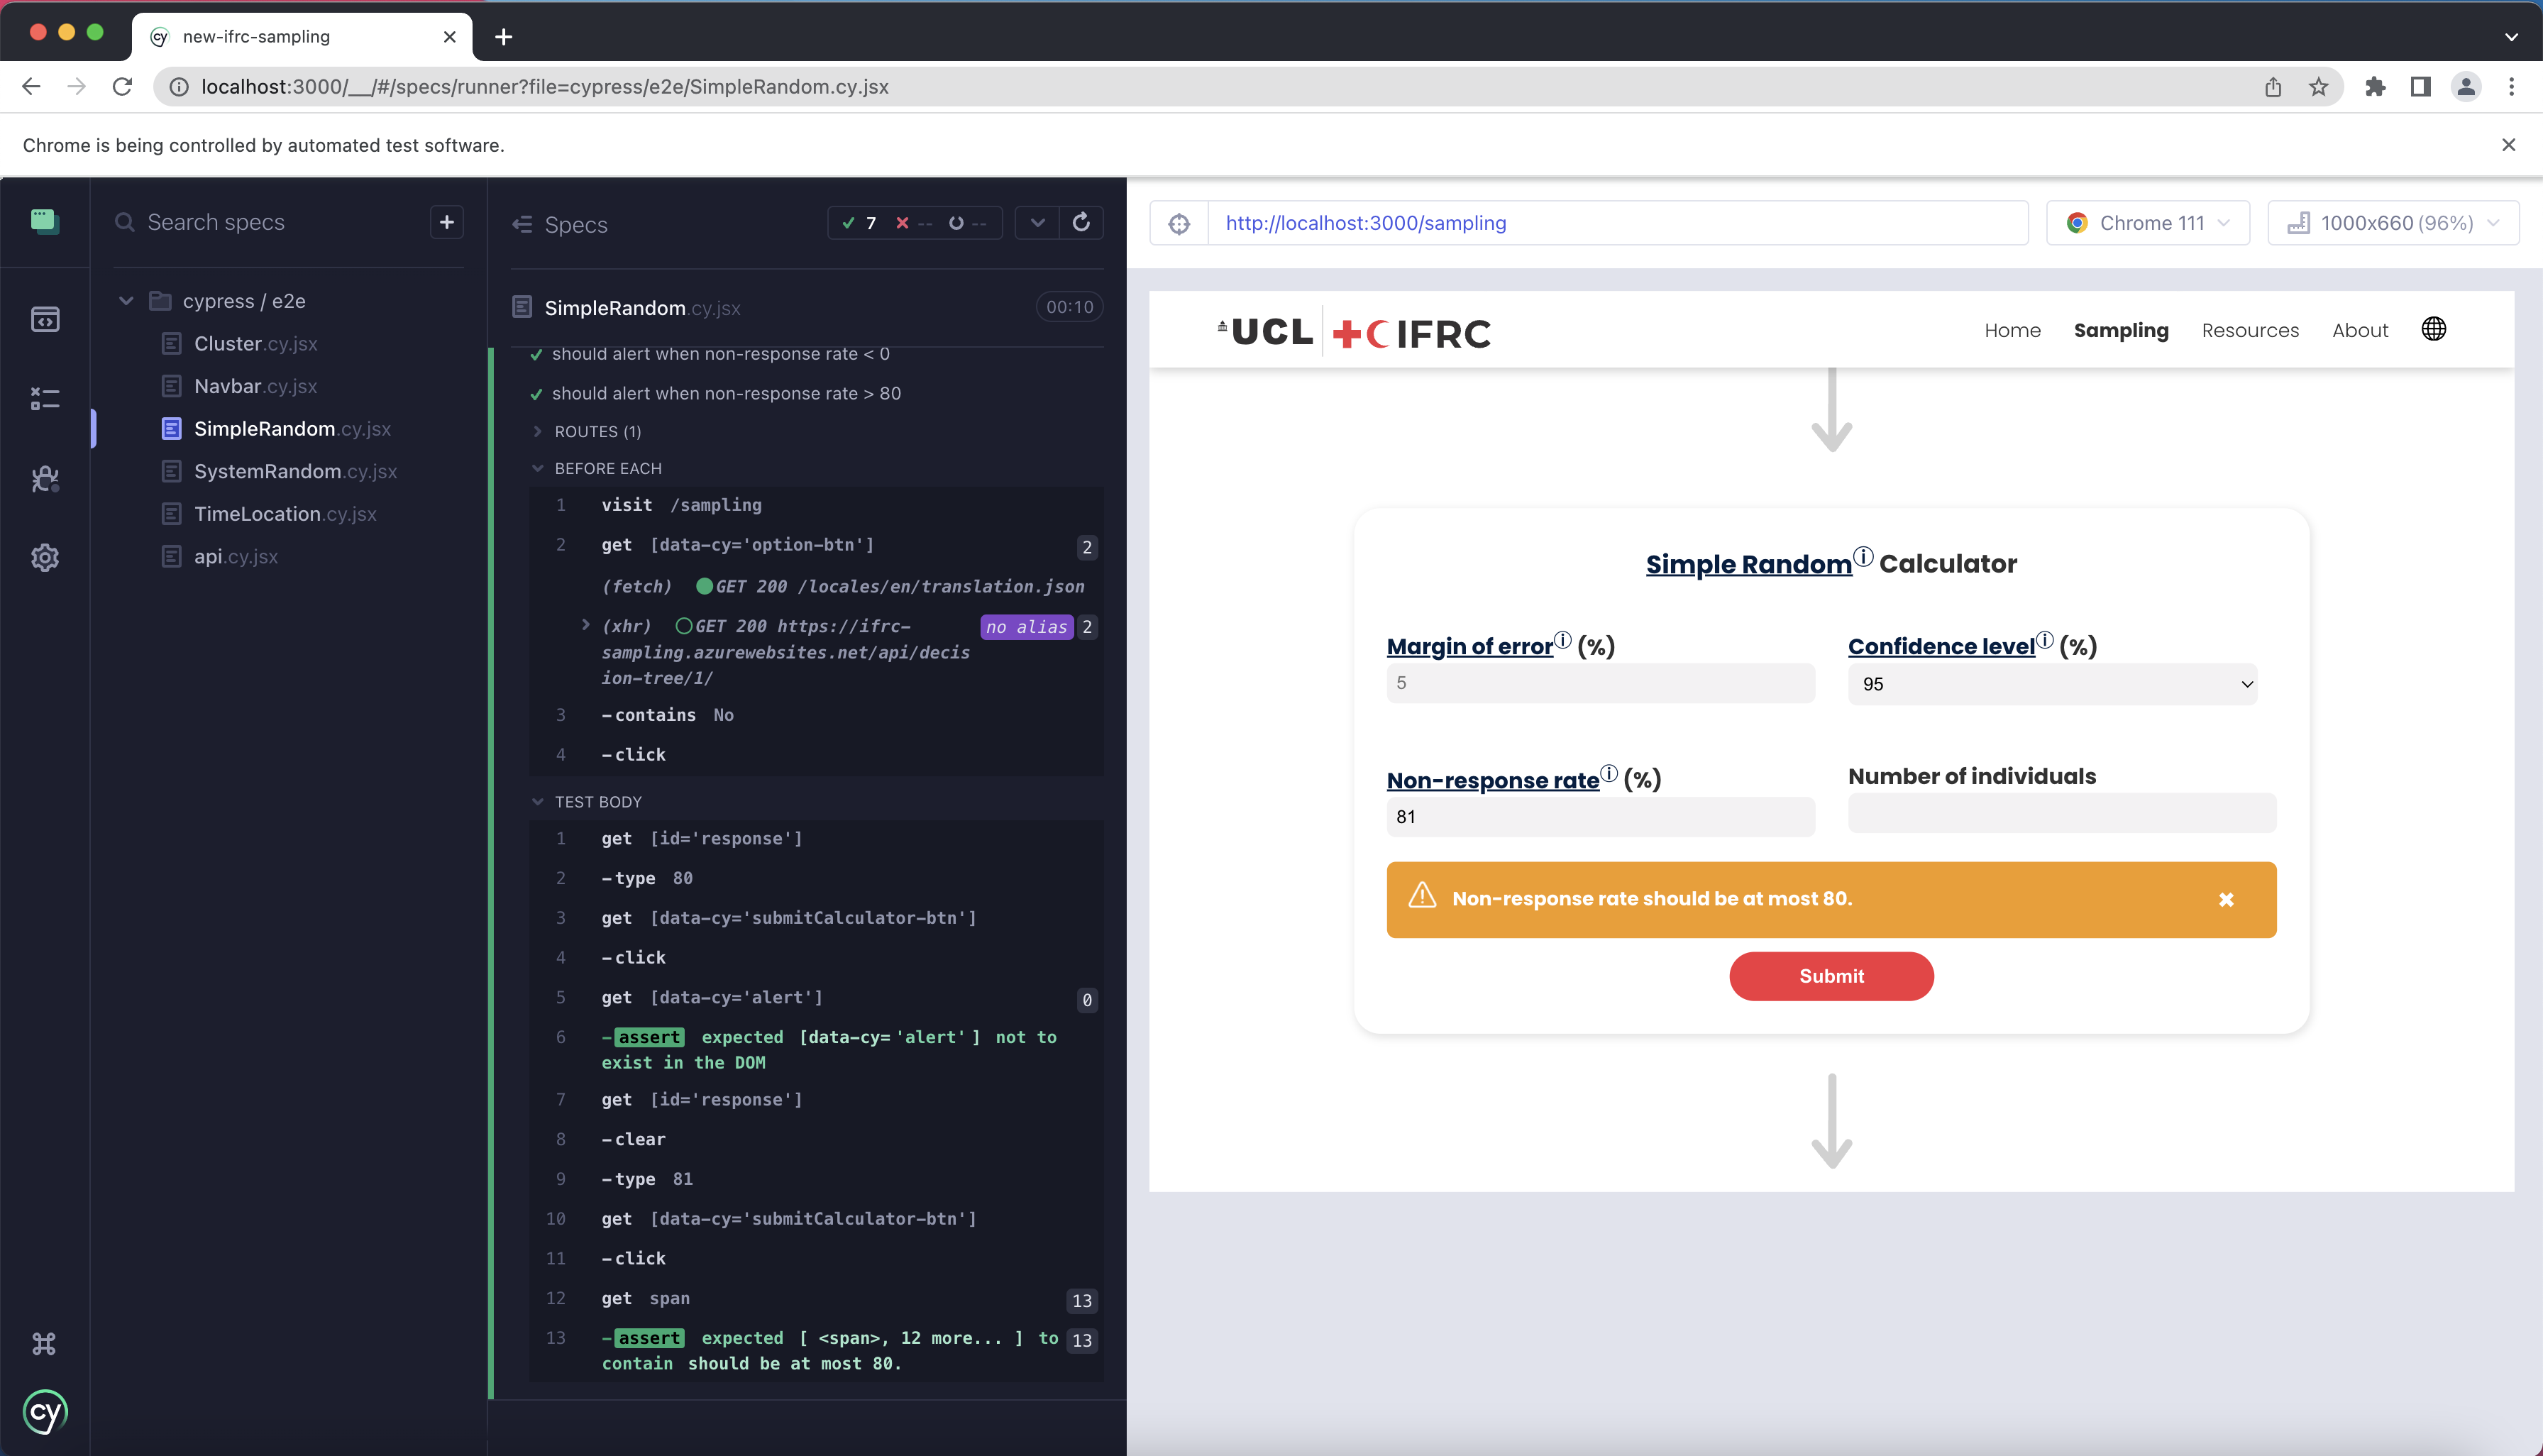 new-ifrc-sampling
localhost:3000/__/#/specs/runner?file=cypress/e2e/SimpleRandom.cy.jsx
Chrome is being controlled by automated test software.
Search specs
cypress / e2e
Cluster.cy.jsx
Navbar.cy.jsx
SimpleRandom.cy.jsx
SystemRandom.cy.jsx
TimeLocation.cy.jsx
api.cy.jsx
cy
Specs
7 -- --
SimpleRandom.cy.jsx 00:10
should alert when non-response rate < 0
should alert when non-response rate > 80
ROUTES (1)
BEFORE EACH
1 visit /sampling
2 get [data-cy='option-btn'] 2
(fetch) GET 200 /locales/en/translation.json
(xhr) GET 200 https://ifrc- no alias 2
sampling.azurewebsites.net/api/decis
ion-tree/1/
3 -contains No
4 -click
TEST BODY
1 get [id='response']
2 -type 80
3 get [data-cy='submitCalculator-btn']
4 -click
5 get [data-cy='alert'] 0
6 -assert expected [data-cy='alert'] not to
exist in the DOM
7 get [id='response']
8 -clear
9 -type 81
10 get [data-cy='submitCalculator-btn']
11 -click
12 get span 13
13 -assert expected [ <span>, 12 more... ] to 13
contain should be at most 80.
http://localhost:3000/sampling
Chrome 111
1000x660 (96%)
UCL IFRC
Home Sampling Resources About
Simple Random Calculator
Margin of error (%) Confidence level (%)
5 95
Non-response rate (%) Number of individuals
81
Non-response rate should be at most 80.
Submit